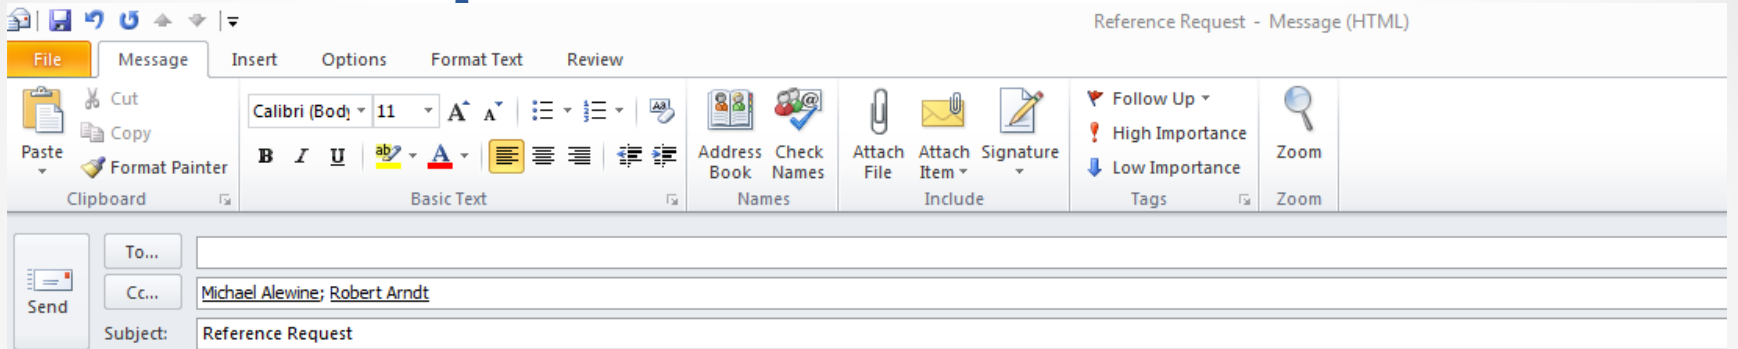 Reference Request - Message (HTML)
File Message Insert Options Format Text Review
Cut
Copy
Format Painter
Paste
Clipboard
Calibri (Body 11
B I U
Basic Text
Address Book
Check Names
Names
Attach File
Attach Item
Signature
Include
Follow Up
High Importance
Low Importance
Tags
Zoom
Zoom
Send
To...
Cc... Michael Alewine; Robert Arndt
Subject: Reference Request